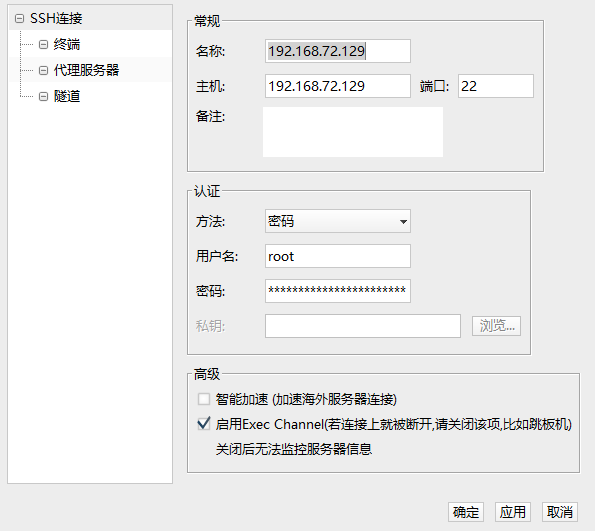 SSH连接
终端
代理服务器
隧道
常规
名称: 192.168.72.129
主机: 192.168.72.129 端口: 22
备注:
认证
方法: 密码
用户名: root
密码: ***********************
私钥: 浏览...
高级
智能加速 (加速海外服务器连接)
启用Exec Channel(若连接上就被断开,请关闭该项,比如跳板机)
关闭后无法监控服务器信息
确定 应用 取消